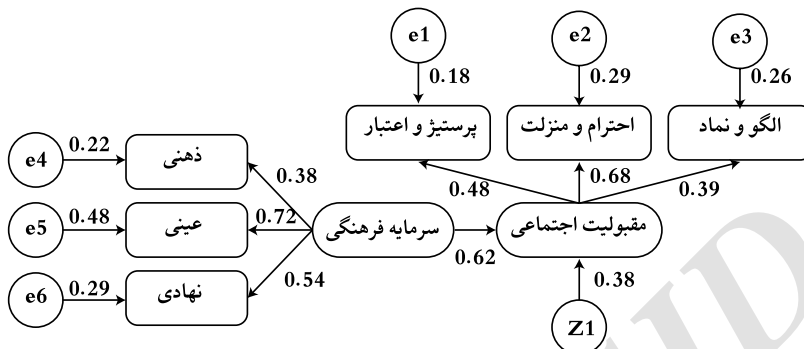 e1
e2
e3
0.18
0.29
0.26
پرستیژ و اعتبار
احترام و منزلت
الگو و نماد
0.48
0.68
0.39
e4
0.22
ذهنی
0.38
e5
0.48
عینی
0.72
سرمایه فرهنگی
0.62
مقبولیت اجتماعی
e6
0.29
نهادی
0.54
0.38
Z1